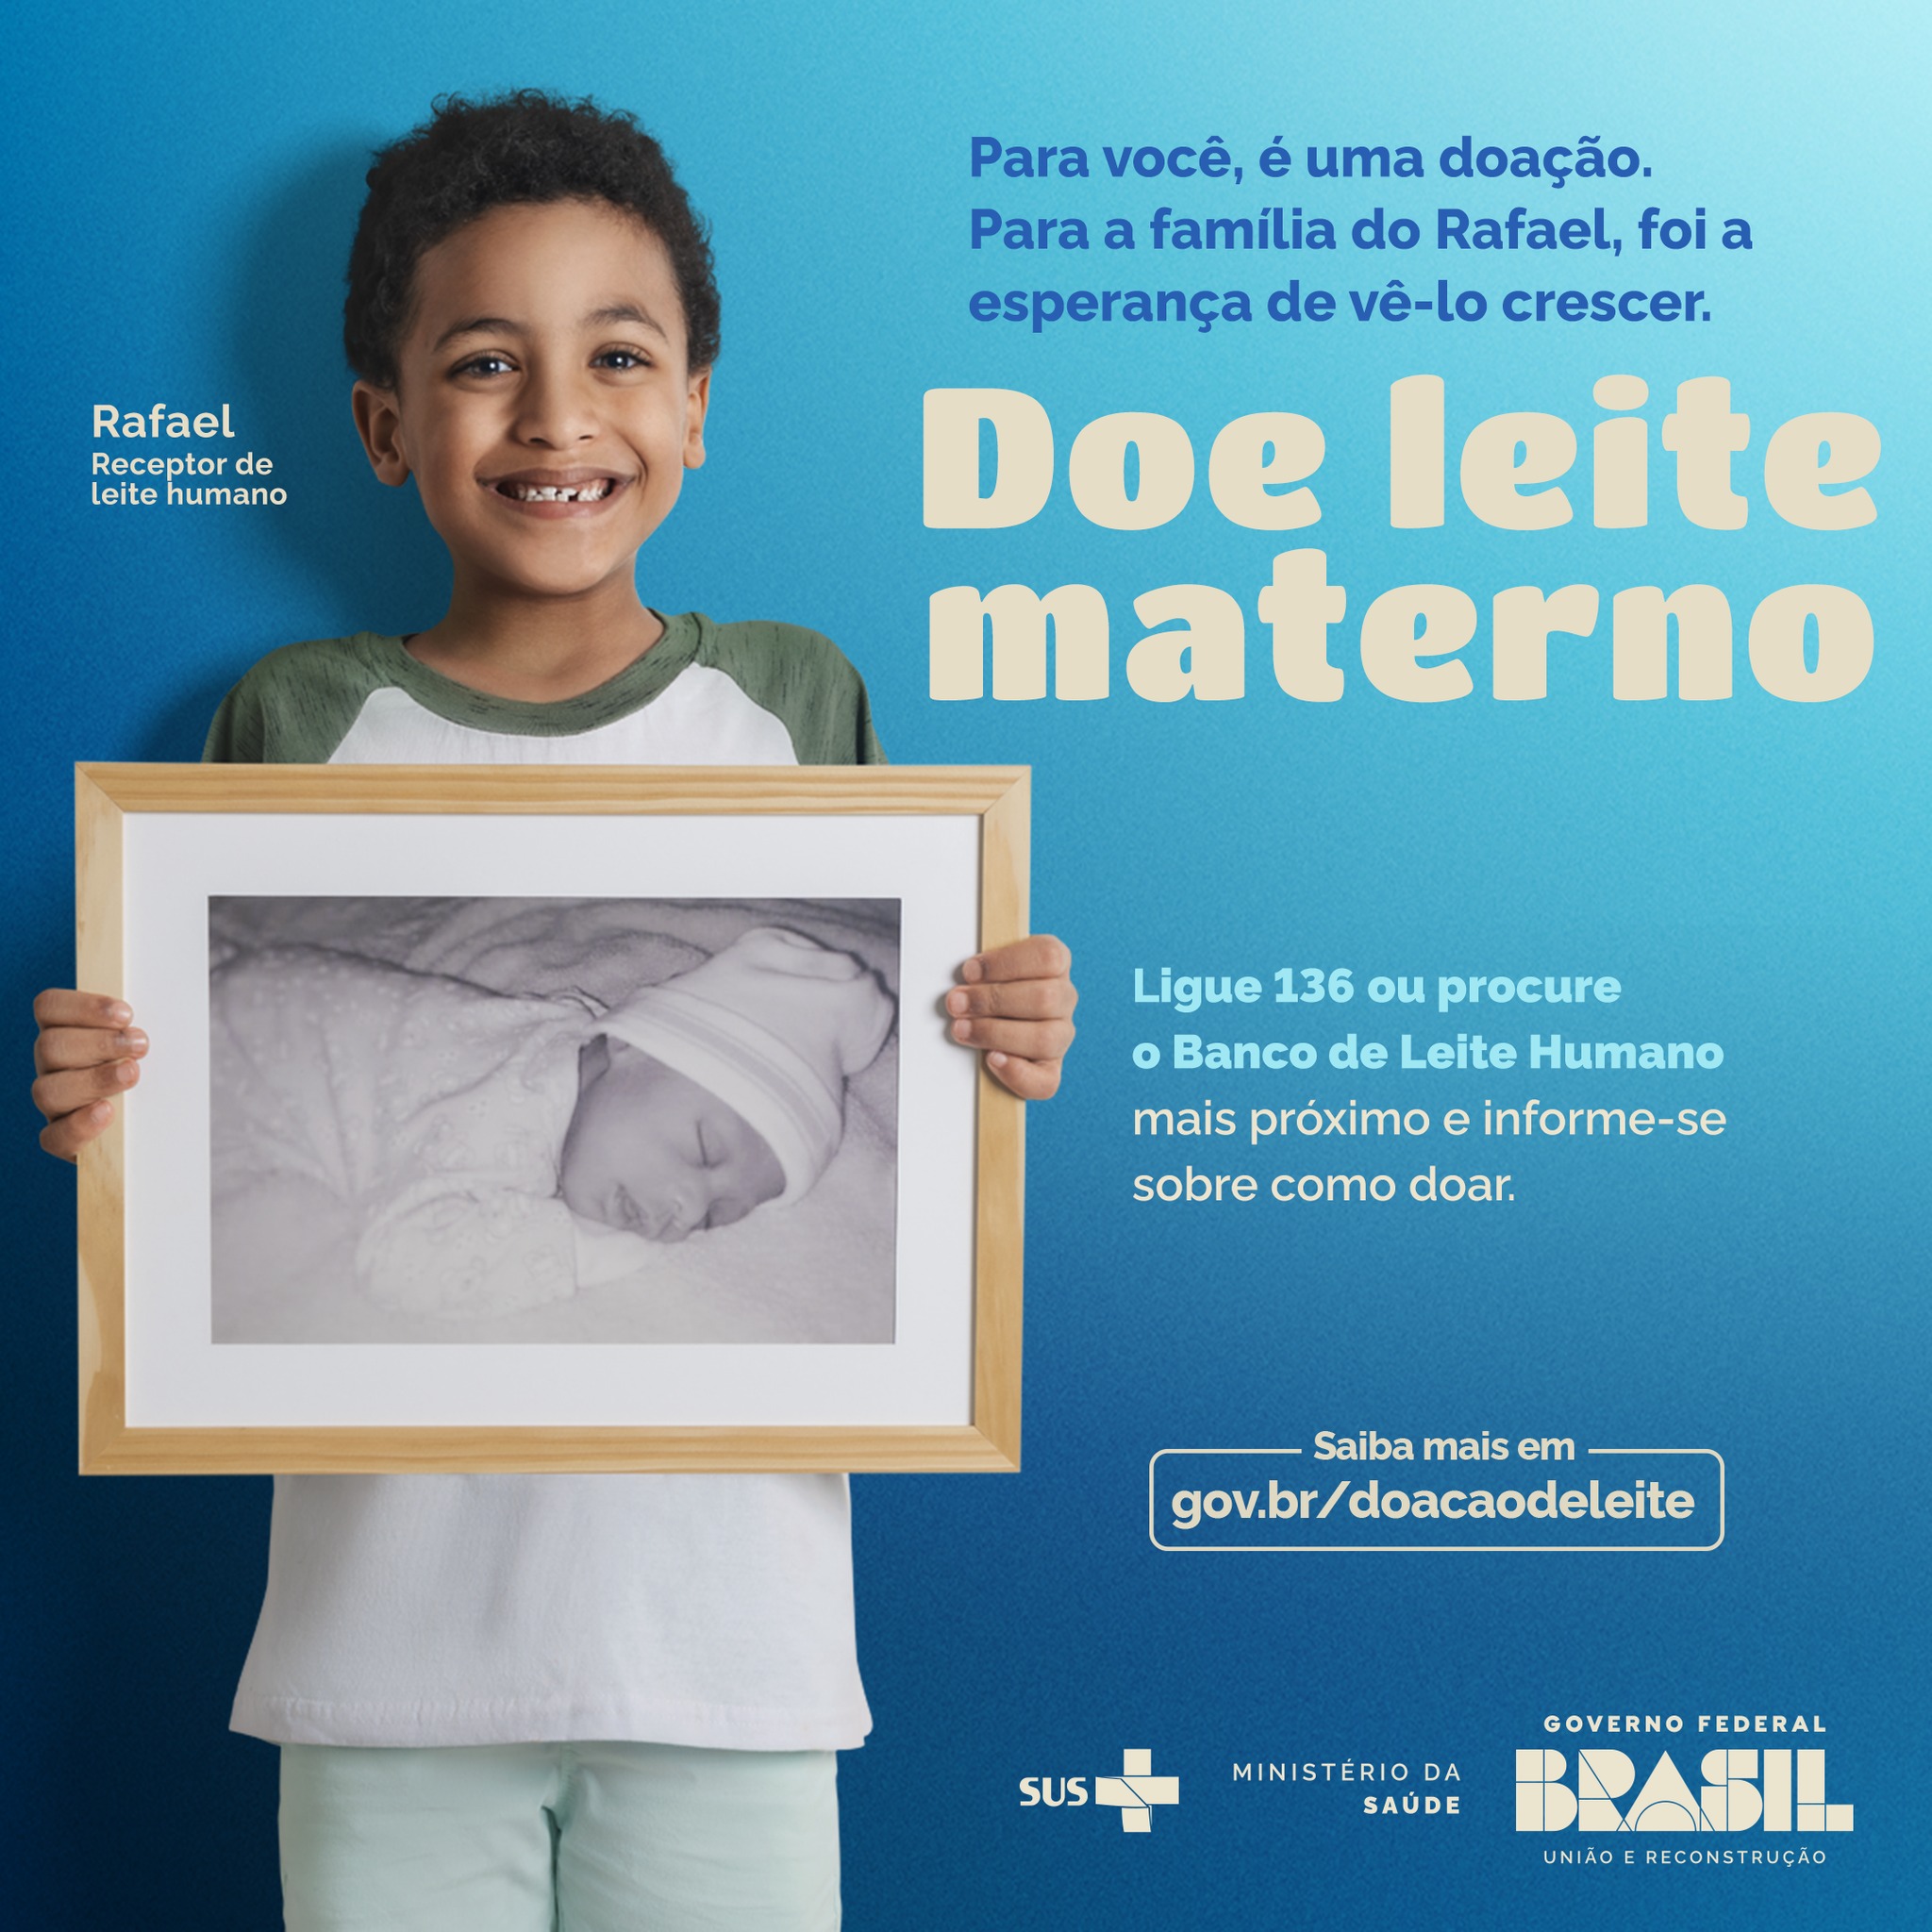 Para você, é uma doação.
Para a família do Rafael, foi a
esperança de vê-lo crescer.
Doe leite
materno
Rafael
Receptor de
leite humano
Ligue 136 ou procure
o Banco de Leite Humano
mais próximo e informe-se
sobre como doar.
Saiba mais em
gov.br/doacaodeleite
SUS
MINISTÉRIO DA
SAÚDE
GOVERNO FEDERAL
BRASIL
UNIÃO E RECONSTRUÇÃO